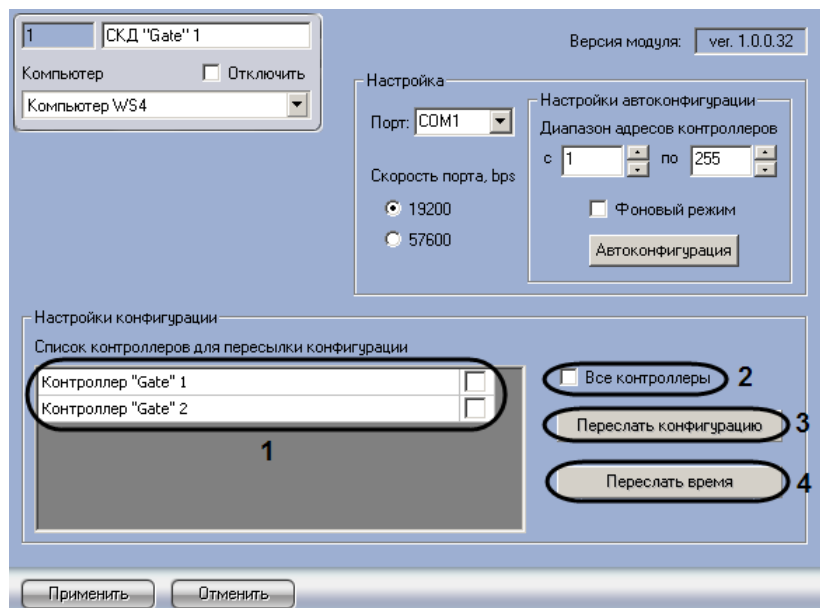 1
СКД "Gate" 1
Версия модуля:
ver. 1.0.0.32
Компьютер
Отключить
Компьютер WS4
Настройка
Порт:
COM1
Скорость порта, bps
19200
57600
Настройки автоконфигурации
Диапазон адресов контроллеров
с 1 по 255
Фоновый режим
Автоконфигурация
Настройки конфигурации
Список контроллеров для пересылки конфигурации
Контроллер "Gate" 1
Контроллер "Gate" 2
1
Все контроллеры 2
Переслать конфигурацию 3
Переслать время 4
Применить
Отменить